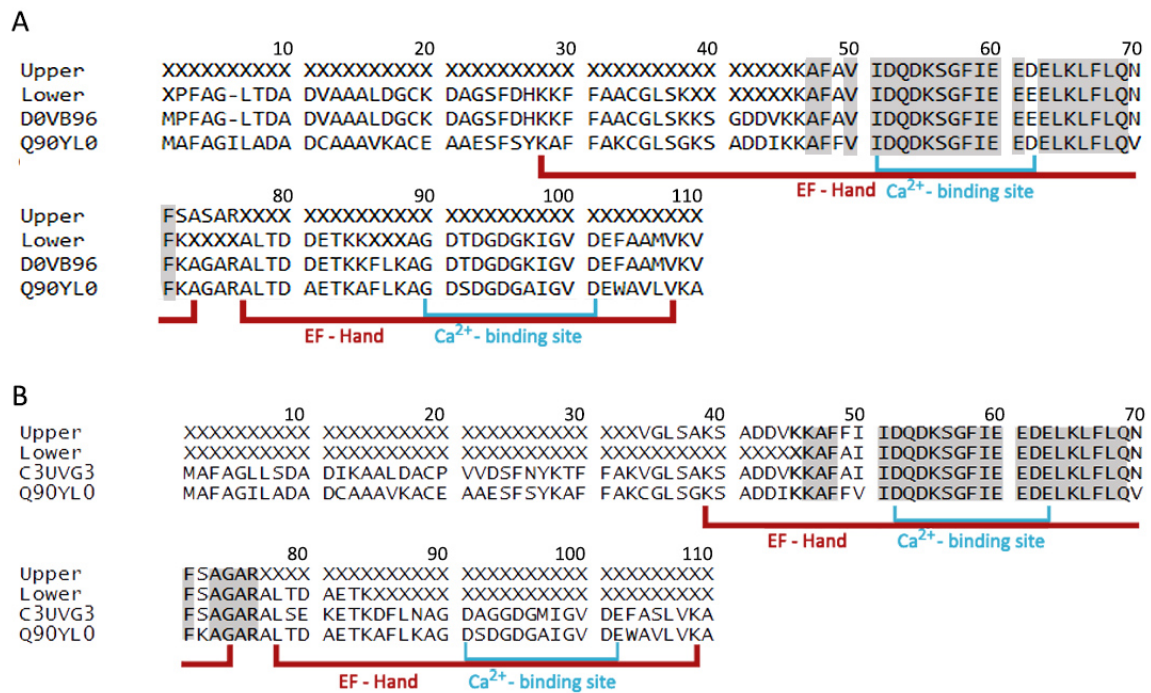 A
10 20 30 40 50 60 70
Upper XXXXXXXXXX XXXXXXXXXX XXXXXXXXXX XXXXXXXXXX XXXXXKAFAV IDQDKSGFIE EDELKLFLQN
Lower XPFAG-LTDA DVAAALDGCK DAGSFDHKKF FAACGLSKXX XXXXXKAFAV IDQDKSGFIE EEELKLFLQN
D0VB96 MPFAG-LTDA DVAAALDGCK DAGSFDHKKF FAACGLSKKS GDDVKKAFAV IDQDKSGFIE EEELKLFLQN
Q90YL0 MAFAGILADA DCAAAVKACE AAESFSYKAF FAKCGLSGKS ADDIKKAFFV IDQDKSGFIE EDELKLFLQV
EF - Hand Ca2+- binding site
80 90 100 110
Upper FSASARXXXX XXXXXXXXXX XXXXXXXXXX XXXXXXXXX
Lower FKXXXXALTD DETKKXXXAG DTDGDGKIGV DEFAAMVKV
D0VB96 FKAGARALTD DETKKFLKAG DTDGDGKIGV DEFAAMVKV
Q90YL0 FKAGARALTD AETKAFLKAG DSDGDGAIGV DEWAVLVKA
EF - Hand Ca2+- binding site
B
10 20 30 40 50 60 70
Upper XXXXXXXXXX XXXXXXXXXX XXXXXXXXXX XXXVGLSAKS ADDVKKAFFI IDQDKSGFIE EDELKLFLQN
Lower XXXXXXXXXX XXXXXXXXXX XXXXXXXXXX XXXXXXXXXX XXXXXKAFAI IDQDKSGFIE EDELKLFLQN
C3UVG3 MAFAGLLSDA DIKAALDACP VVDSFNYKTF FAKVGLSAKS ADDVKKAFAI IDQDKSGFIE EDELKLFLQN
Q90YL0 MAFAGILADA DCAAAVKACE AAESFSYKAF FAKCGLSGKS ADDIKKAFFV IDQDKSGFIE EDELKLFLQV
EF - Hand Ca2+- binding site
80 90 100 110
Upper FSAGARXXXX XXXXXXXXXX XXXXXXXXXX XXXXXXXXX
Lower FSAGARALTD AETKXXXXXX XXXXXXXXXX XXXXXXXXX
C3UVG3 FSAGARALSE KETKDFLNAG DAGGDGMIGV DEFASLVKA
Q90YL0 FKAGARALTD AETKAFLKAG DSDGDGAIGV DEWAVLVKA
EF - Hand Ca2+- binding site